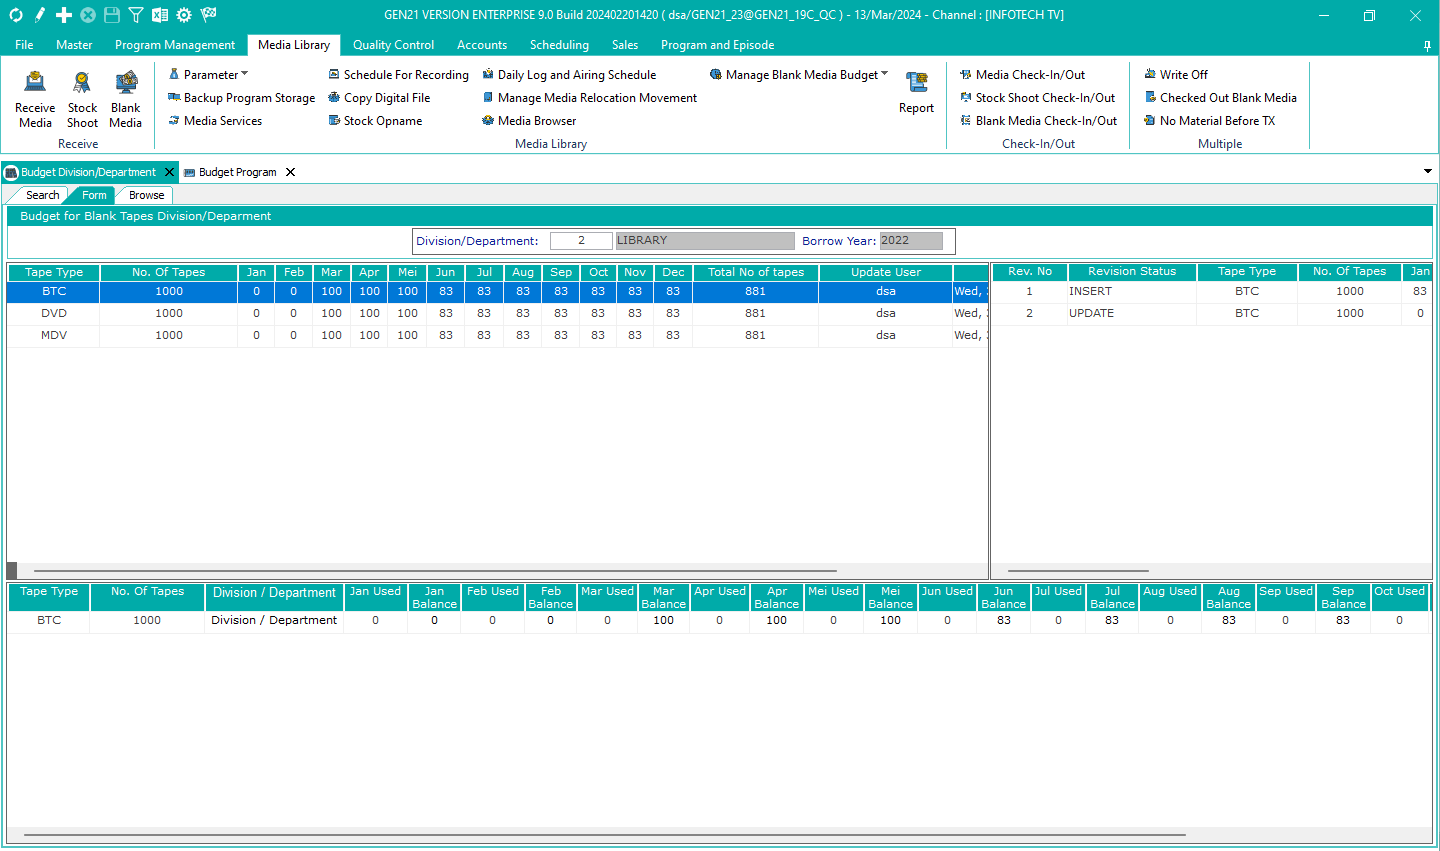 GEN21 VERSION ENTERPRISE 9.0 Build 202402201420 ( dsa/GEN21_23@GEN21_19C_QC ) - 13/Mar/2024 - Channel : [INFOTECH TV]
File Master Program Management Media Library Quality Control Accounts Scheduling Sales Program and Episode
Receive Media
Stock Shoot
Blank Media
Receive
Parameter
Backup Program Storage
Media Services
Schedule For Recording
Copy Digital File
Stock Opname
Daily Log and Airing Schedule
Manage Media Relocation Movement
Media Browser
Manage Blank Media Budget
Report
Media Library
Media Check-In/Out
Stock Shoot Check-In/Out
Blank Media Check-In/Out
Check-In/Out
Write Off
Checked Out Blank Media
No Material Before TX
Multiple
Budget Division/Department Budget Program
Search Form Browse
Budget for Blank Tapes Division/Deparment
Division/Department: 2 LIBRARY Borrow Year: 2022
Tape Type No. Of Tapes Jan Feb Mar Apr Mei Jun Jul Aug Sep Oct Nov Dec Total No of tapes Update User
BTC 1000 0 0 100 100 100 83 83 83 83 83 83 83 881 dsa Wed,
DVD 1000 0 0 100 100 100 83 83 83 83 83 83 83 881 dsa Wed,
MDV 1000 0 0 100 100 100 83 83 83 83 83 83 83 881 dsa Wed,
Rev. No Revision Status Tape Type No. Of Tapes Jan
1 INSERT BTC 1000 83
2 UPDATE BTC 1000 0
Tape Type No. Of Tapes Division / Department Jan Used Jan Balance Feb Used Feb Balance Mar Used Mar Balance Apr Used Apr Balance Mei Used Mei Balance Jun Used Jun Balance Jul Used Jul Balance Aug Used Aug Balance Sep Used Sep Balance Oct Used
BTC 1000 Division / Department 0 0 0 0 0 100 0 100 0 100 0 83 0 83 0 83 0 83 0